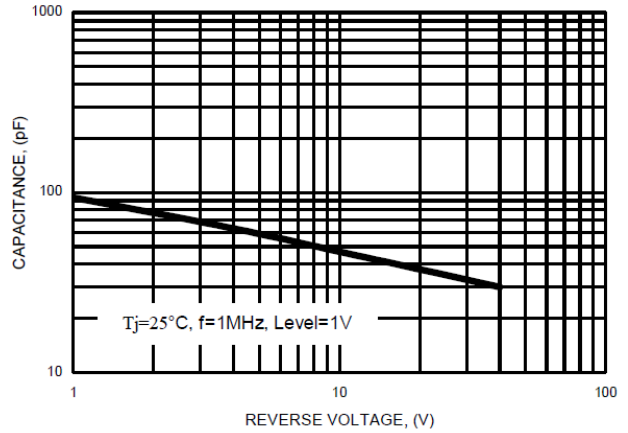 1000
100
10
CAPACITANCE, (pF)
Tj=25°C, f=1MHz, Level=1V
1
10
100
REVERSE VOLTAGE, (V)